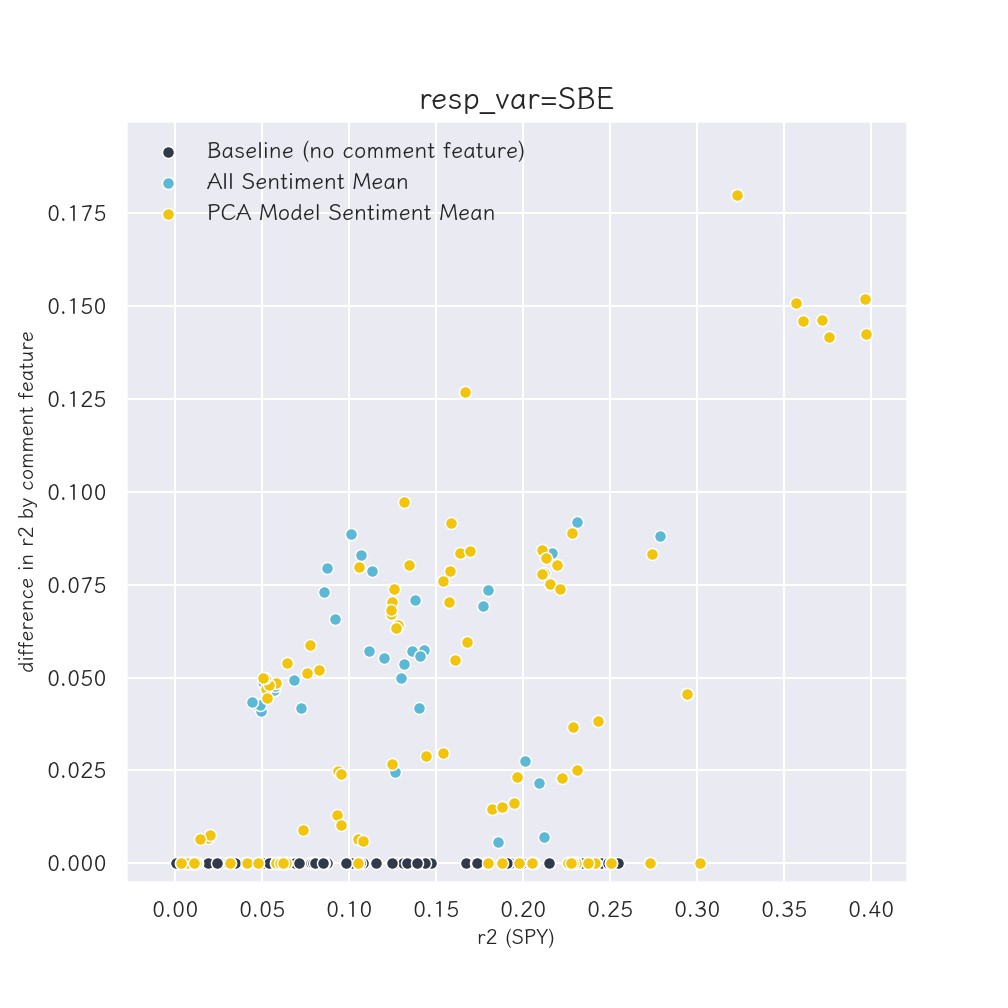 resp_var=SBE
Baseline (no comment feature)
All Sentiment Mean
PCA Model Sentiment Mean
difference in r2 by comment feature
0.175
0.150
0.125
0.100
0.075
0.050
0.025
0.000
0.00 0.05 0.10 0.15 0.20 0.25 0.30 0.35 0.40
r2 (SPY)